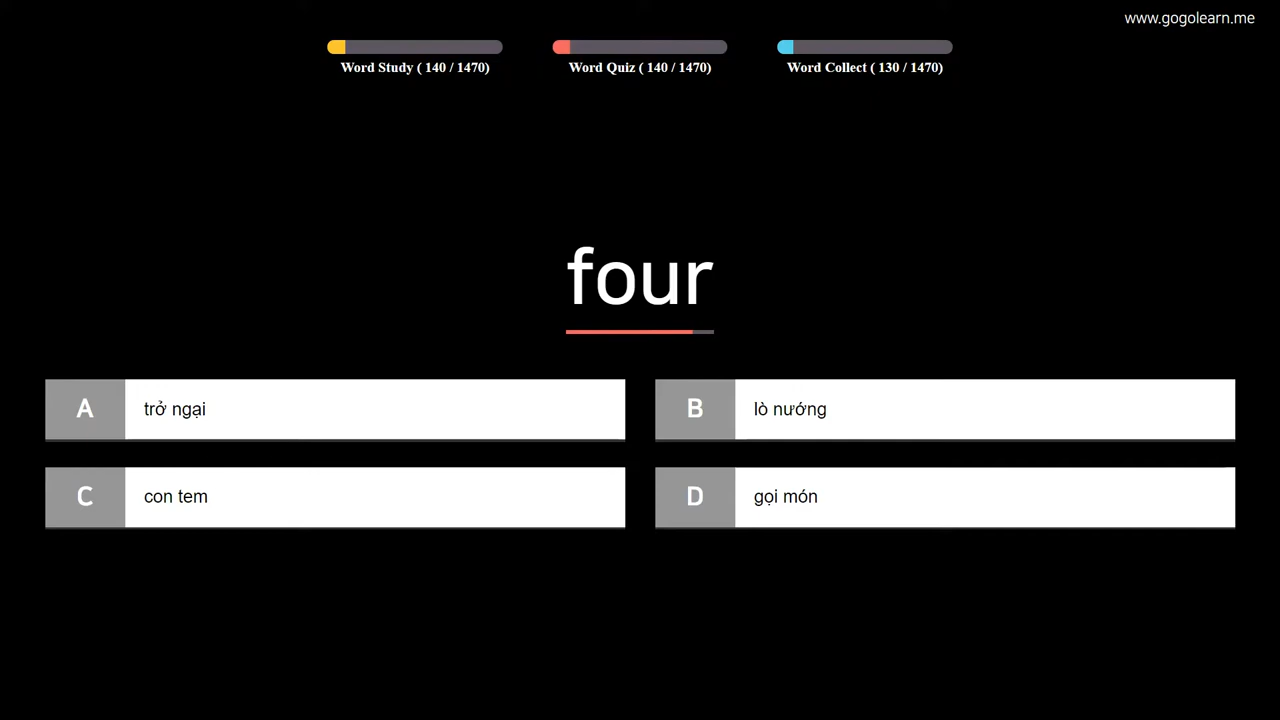 www.gogolearn.me
Word Study ( 140 / 1470)
Word Quiz ( 140 / 1470)
Word Collect ( 130 / 1470)
four
A trở ngại
B lò nướng
C con tem
D gọi món